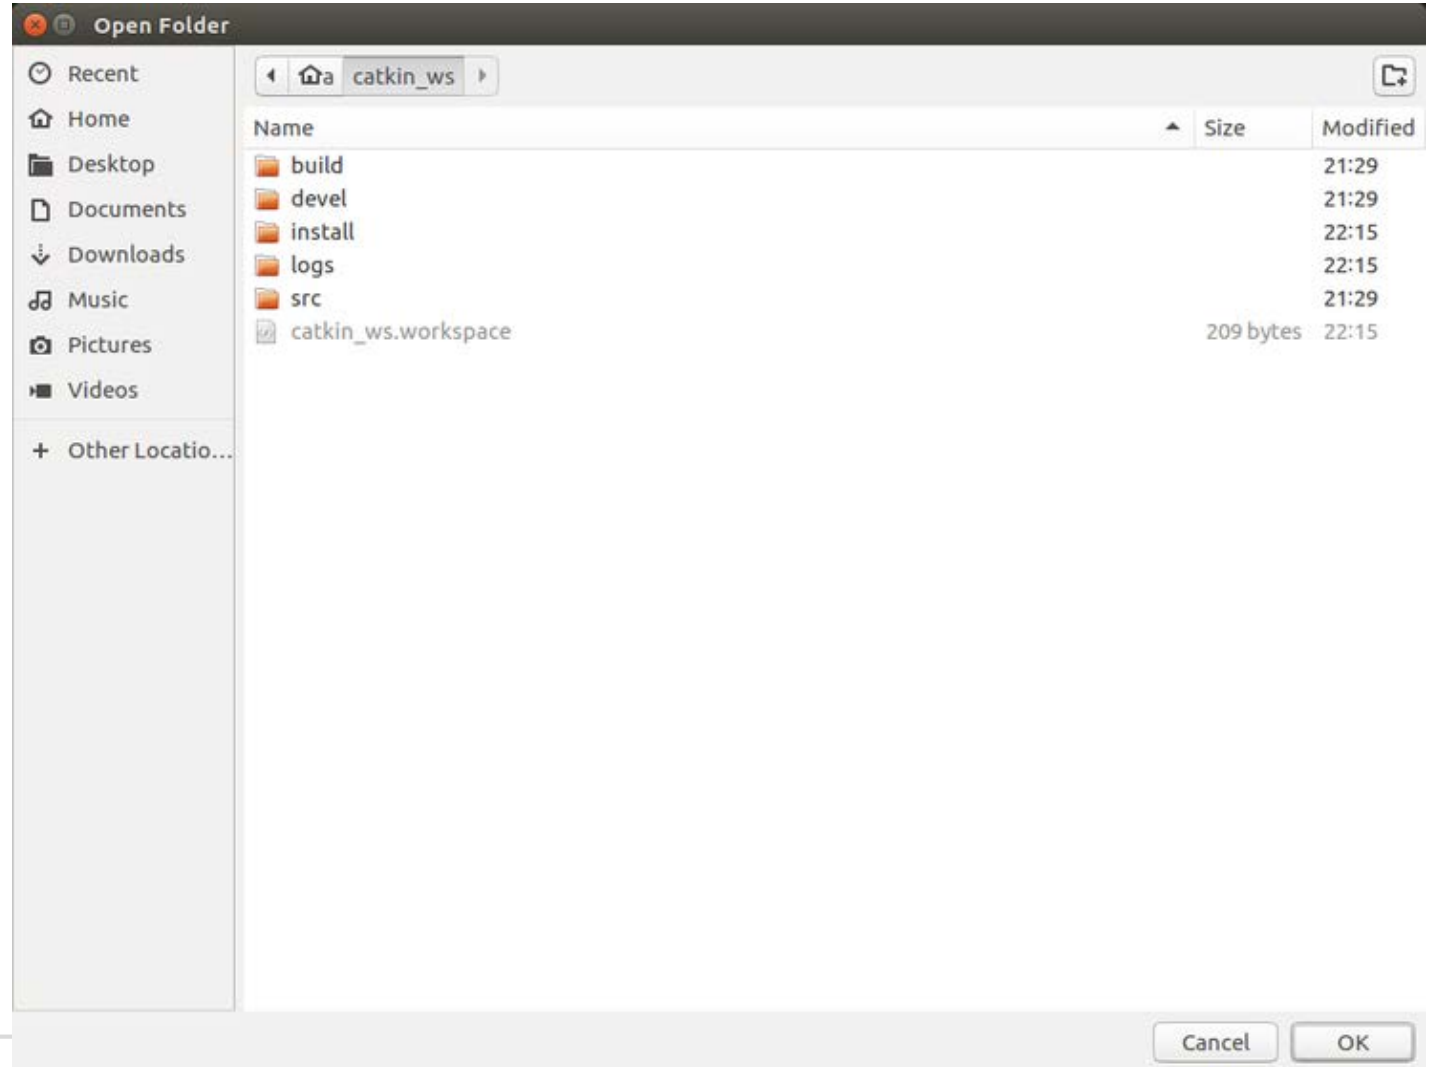 Open Folder
Recent
Home
Desktop
Documents
Downloads
Music
Pictures
Videos
+ Other Locatio...
a catkin_ws
Name Size Modified
build 21:29
devel 21:29
install 22:15
logs 22:15
src 21:29
catkin_ws.workspace 209 bytes 22:15
Cancel OK